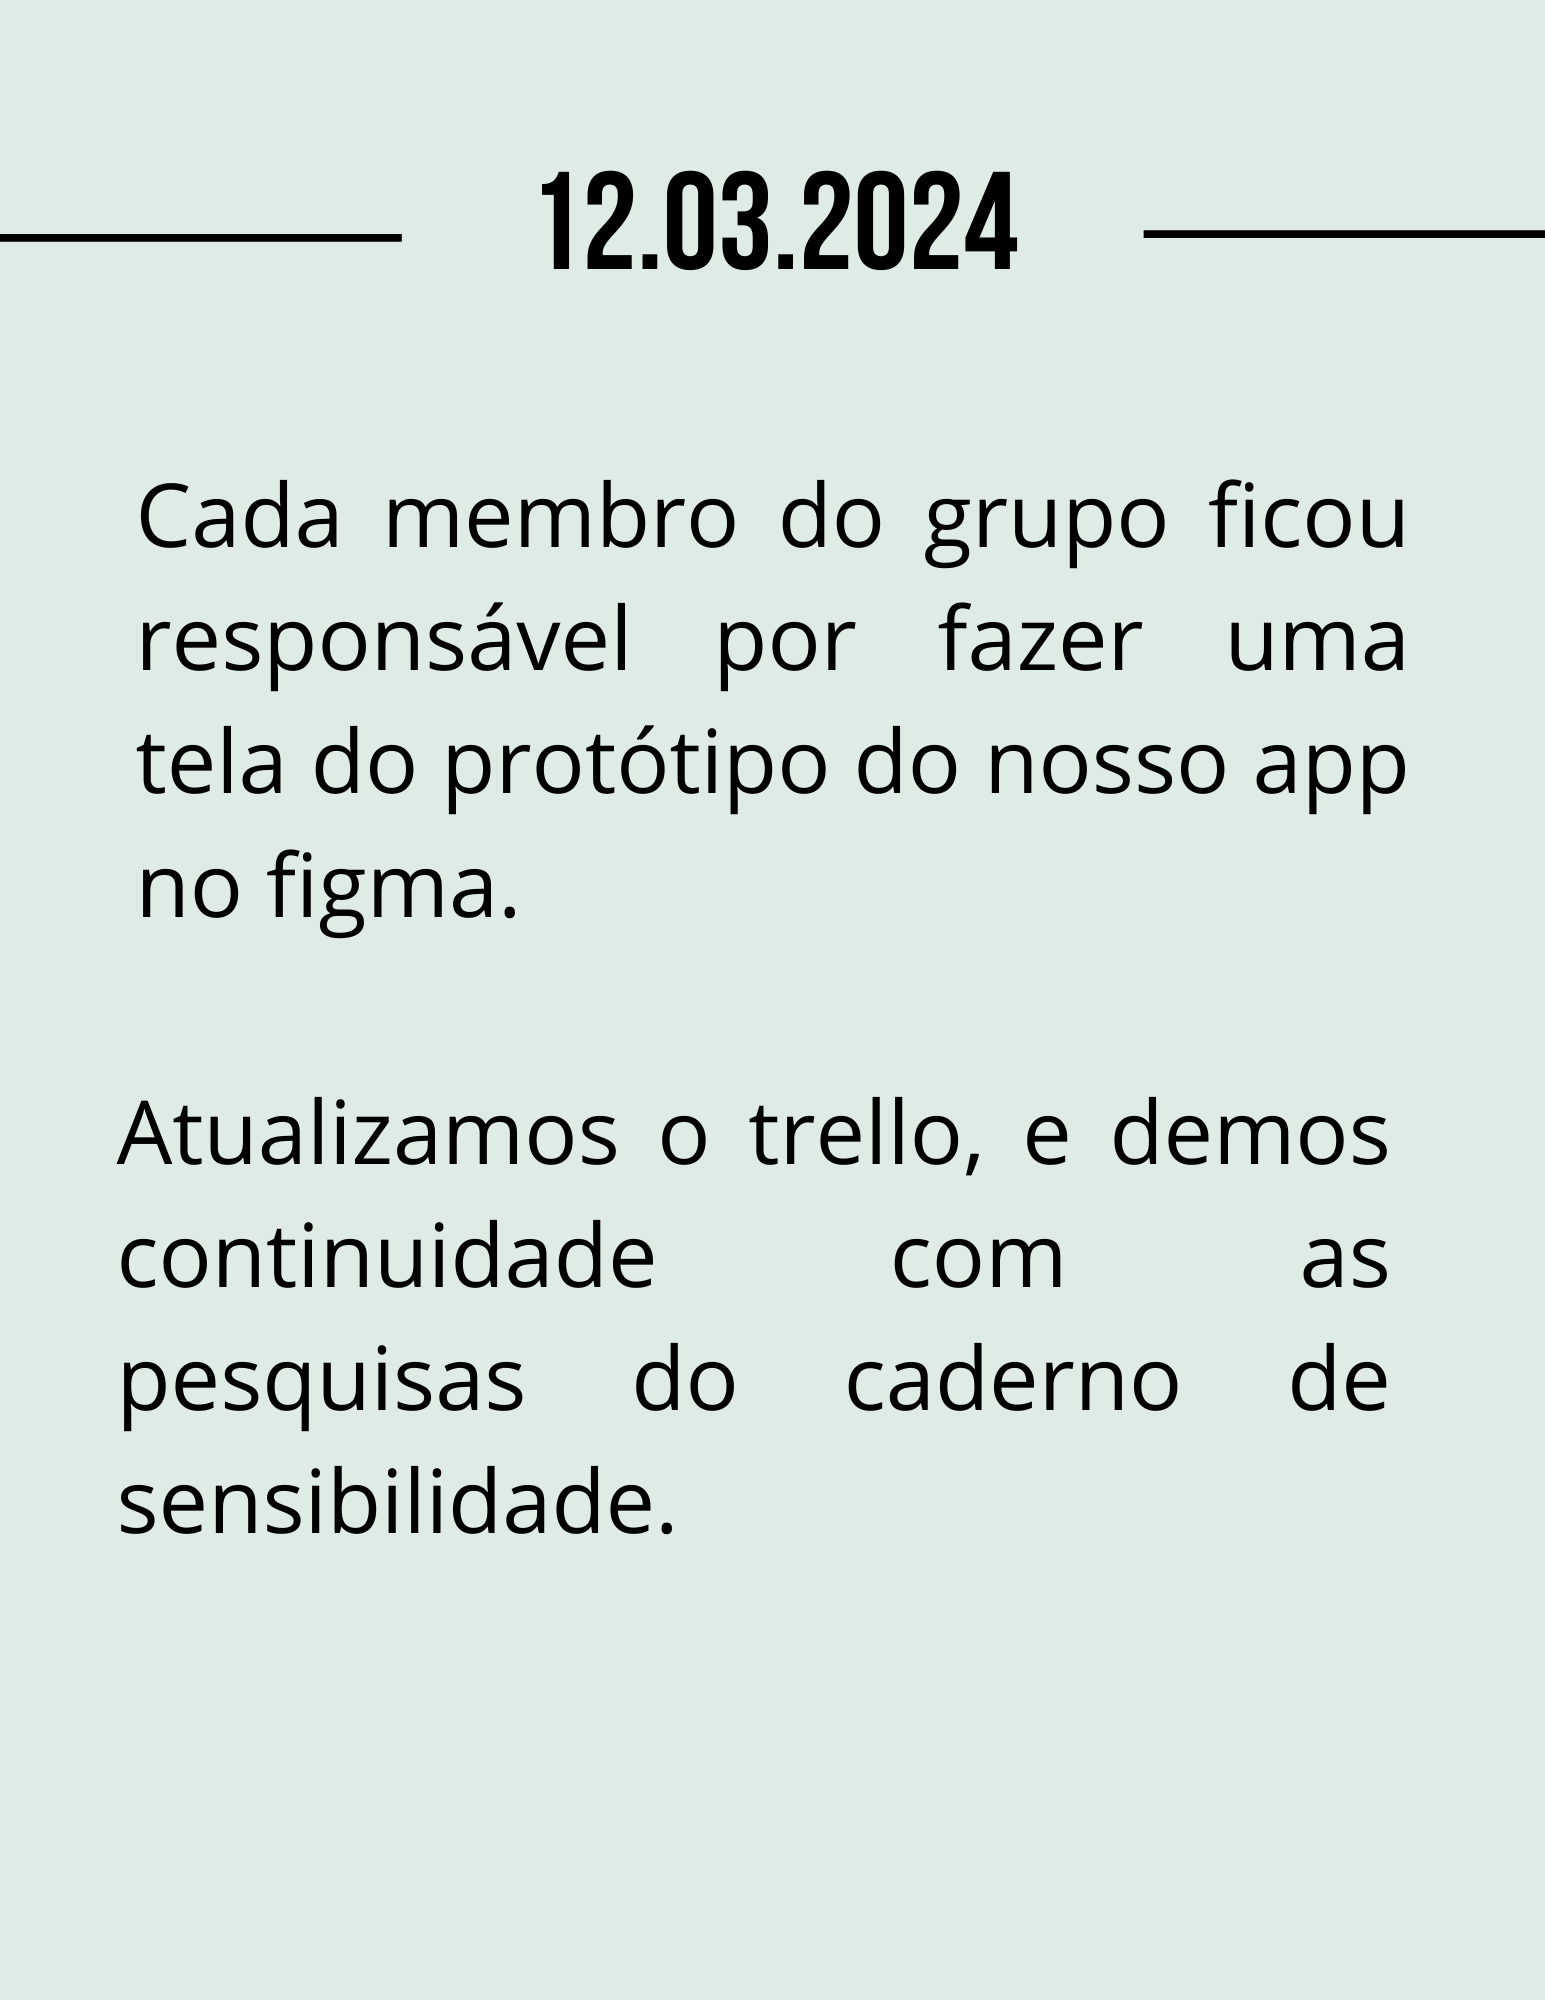 12.03.2024
Cada membro do grupo ficou
responsável por fazer uma
tela do protótipo do nosso app
no figma.
Atualizamos o trello, e demos
continuidade com as
pesquisas do caderno de
sensibilidade.